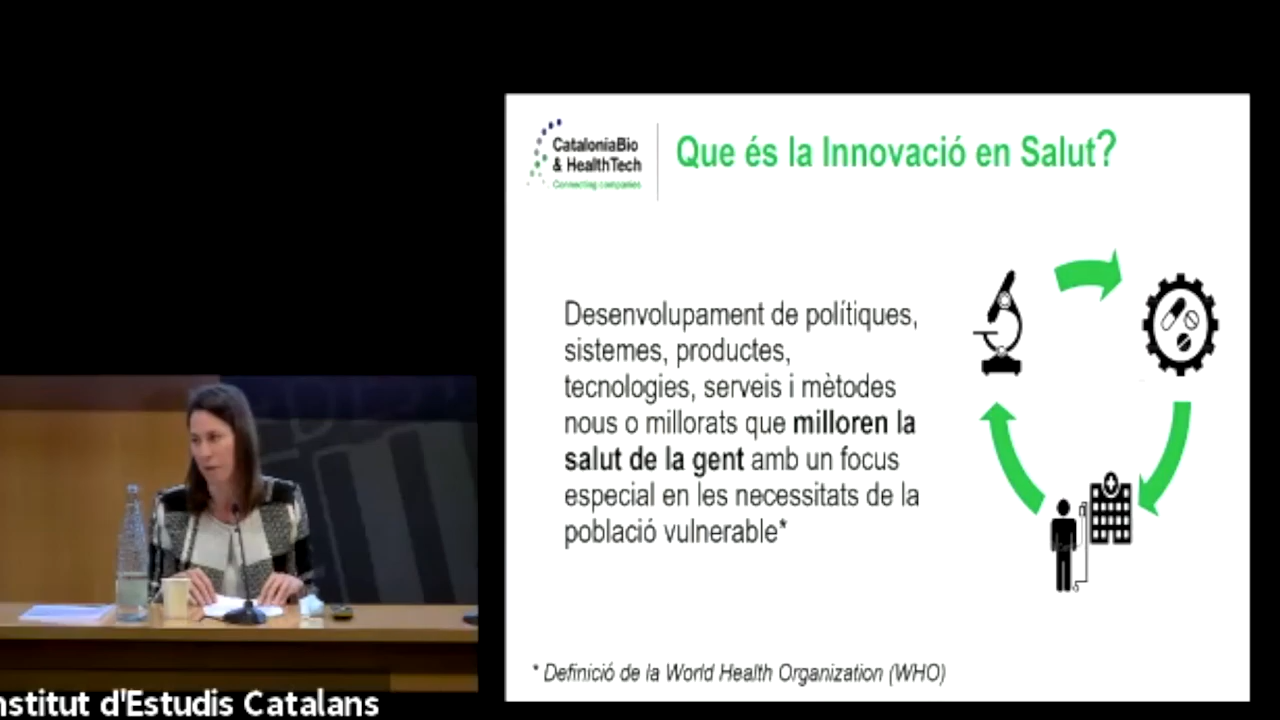 CataloniaBio
& HealthTech
Connecting companies
Que és la Innovació en Salut?
Desenvolupament de polítiques,
sistemes, productes,
tecnologies, serveis i mètodes
nous o millorats que milloren la
salut de la gent amb un focus
especial en les necessitats de la
població vulnerable*
* Definició de la World Health Organization (WHO)
nstitut d'Estudis Catalans